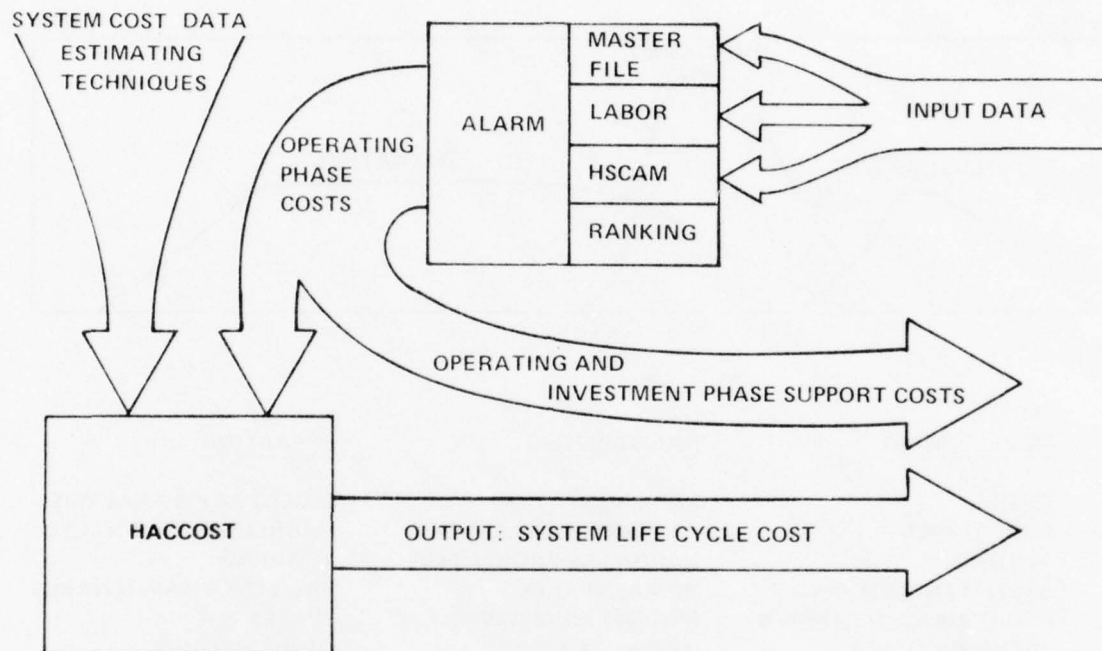 SYSTEM COST DATA
ESTIMATING
TECHNIQUES
OPERATING
PHASE
COSTS
ALARM
MASTER
FILE
LABOR
HSCAM
RANKING
INPUT DATA
OPERATING AND
INVESTMENT PHASE SUPPORT COSTS
HACCOST
OUTPUT: SYSTEM LIFE CYCLE COST